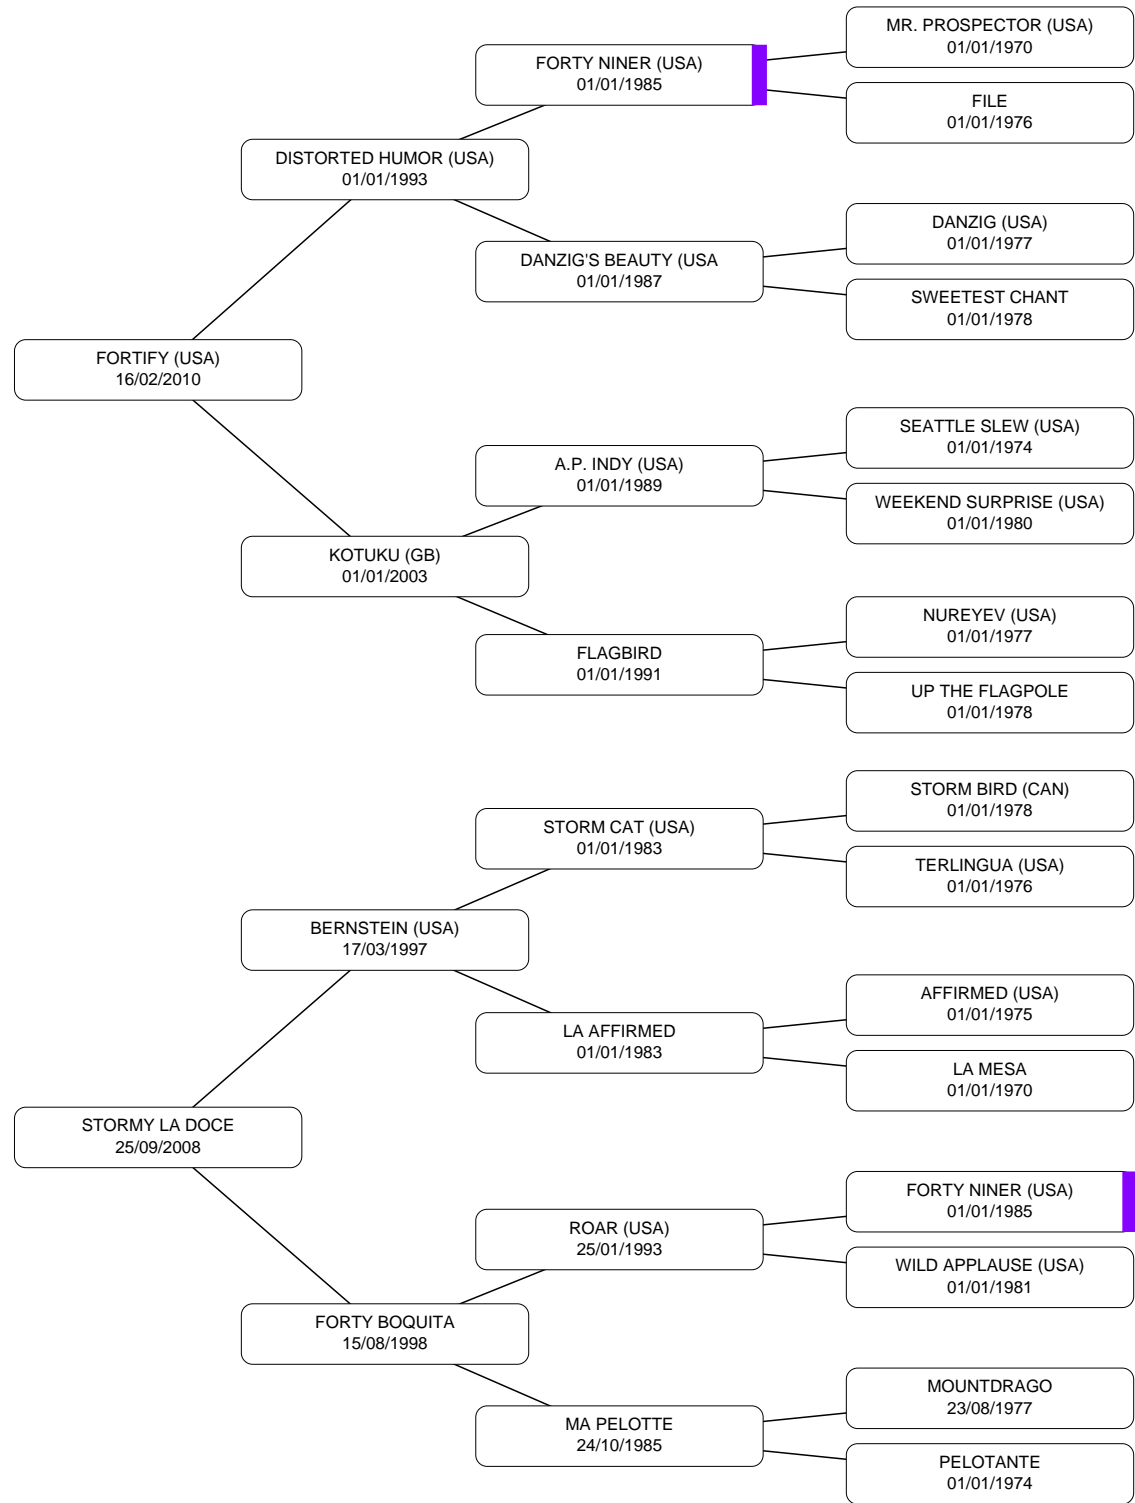 MR. PROSPECTOR (USA)
01/01/1970
FORTY NINER (USA)
01/01/1985
FILE
01/01/1976
DISTORTED HUMOR (USA)
01/01/1993
DANZIG (USA)
01/01/1977
DANZIG'S BEAUTY (USA
01/01/1987
SWEETEST CHANT
01/01/1978
FORTIFY (USA)
16/02/2010
SEATTLE SLEW (USA)
01/01/1974
A.P. INDY (USA)
01/01/1989
WEEKEND SURPRISE (USA)
01/01/1980
KOTUKU (GB)
01/01/2003
NUREYEV (USA)
01/01/1977
FLAGBIRD
01/01/1991
UP THE FLAGPOLE
01/01/1978
STORM BIRD (CAN)
01/01/1978
STORM CAT (USA)
01/01/1983
TERLINGUA (USA)
01/01/1976
BERNSTEIN (USA)
17/03/1997
AFFIRMED (USA)
01/01/1975
LA AFFIRMED
01/01/1983
LA MESA
01/01/1970
STORMY LA DOCE
25/09/2008
FORTY NINER (USA)
01/01/1985
ROAR (USA)
25/01/1993
WILD APPLAUSE (USA)
01/01/1981
FORTY BOQUITA
15/08/1998
MOUNTDRAGO
23/08/1977
MA PELOTTE
24/10/1985
PELOTANTE
01/01/1974